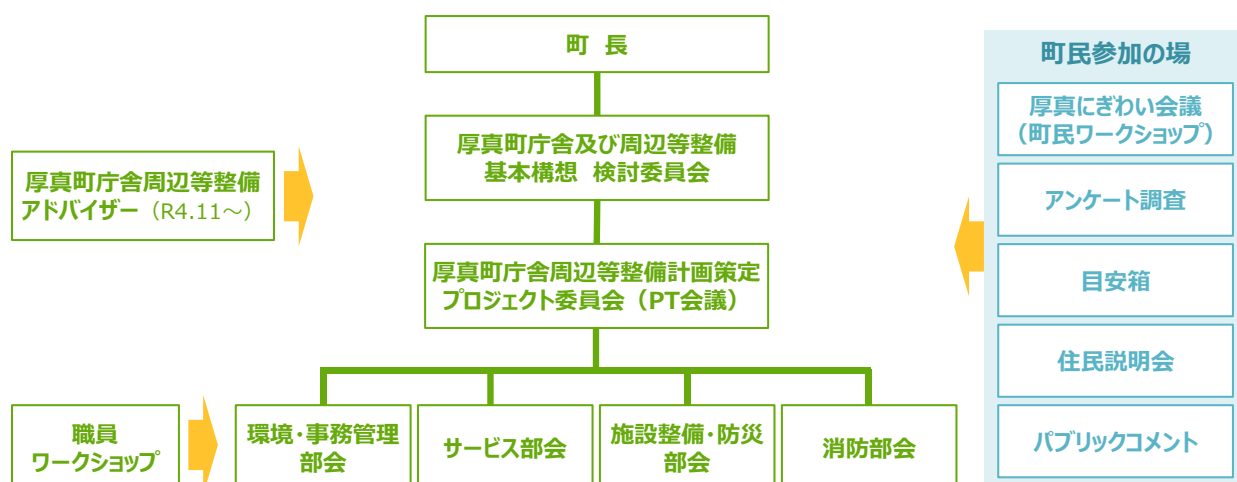 町 長
厚真町庁舎及び周辺等整備
基本構想 検討委員会
厚真町庁舎周辺等整備
アドバイザー（R4.11～）
厚真町庁舎周辺等整備計画策定
プロジェクト委員会（PT会議）
職員
ワークショップ
環境・事務管理
部会
サービス部会
施設整備・防災
部会
消防部会
町民参加の場
厚真にぎわい会議
（町民ワークショップ）
アンケート調査
目安箱
住民説明会
パブリックコメント